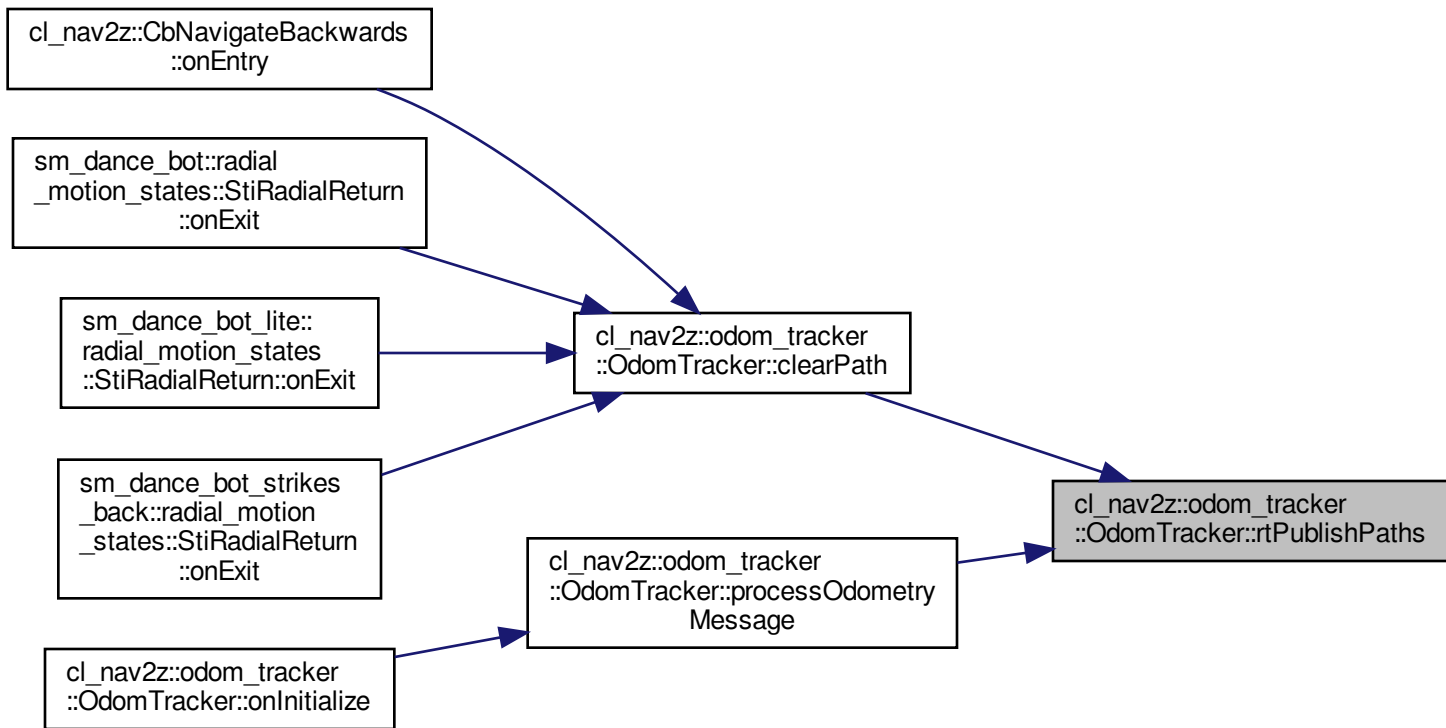 cl_nav2z::CbNavigateBackwards
::onEntry
sm_dance_bot::radial
_motion_states::StiRadialReturn
::onExit
sm_dance_bot_lite::
radial_motion_states
::StiRadialReturn::onExit
sm_dance_bot_strikes
_back::radial_motion
_states::StiRadialReturn
::onExit
cl_nav2z::odom_tracker
::OdomTracker::onInitialize
cl_nav2z::odom_tracker
::OdomTracker::clearPath
cl_nav2z::odom_tracker
::OdomTracker::processOdometry
Message
cl_nav2z::odom_tracker
::OdomTracker::rtPublishPaths